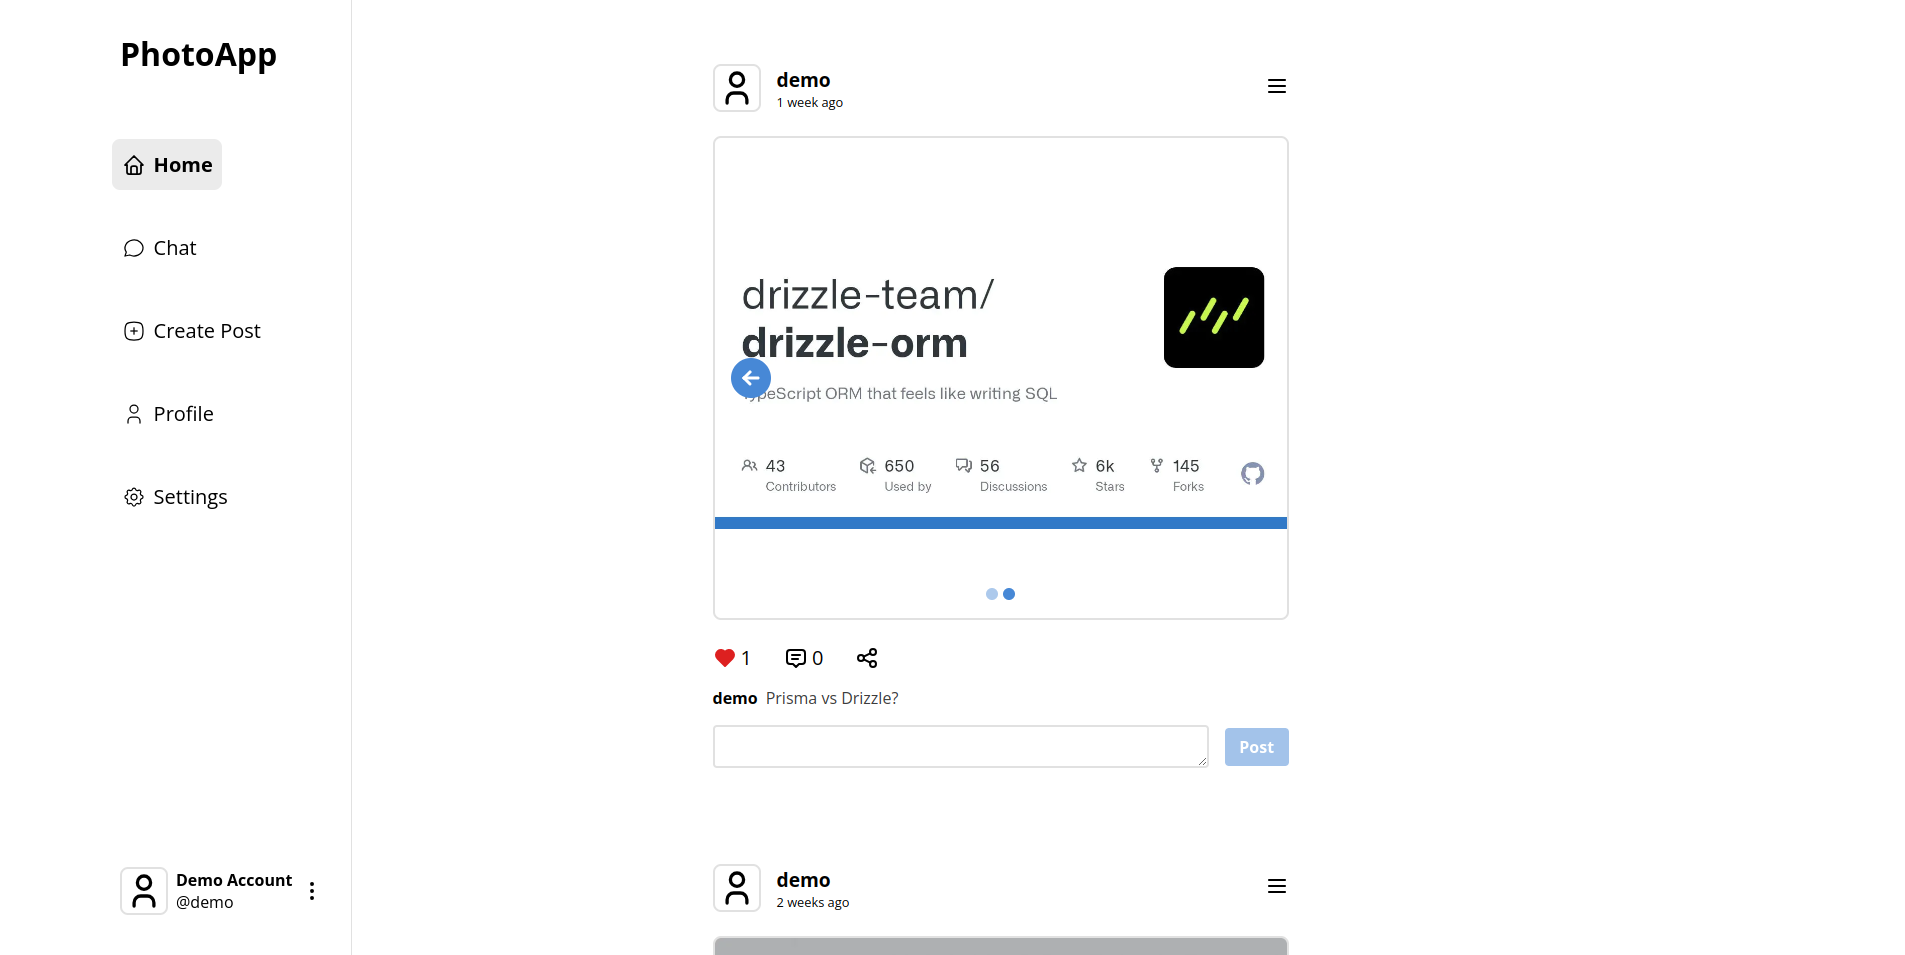 PhotoApp
Home
Chat
Create Post
Profile
Settings
Demo Account
@demo
demo
1 week ago
drizzle-team/
drizzle-orm
peScript ORM that feels like writing SQL
43 650 56 6k 145
Contributors Used by Discussions Stars Forks
1 0
demo Prisma vs Drizzle?
Post
demo
2 weeks ago